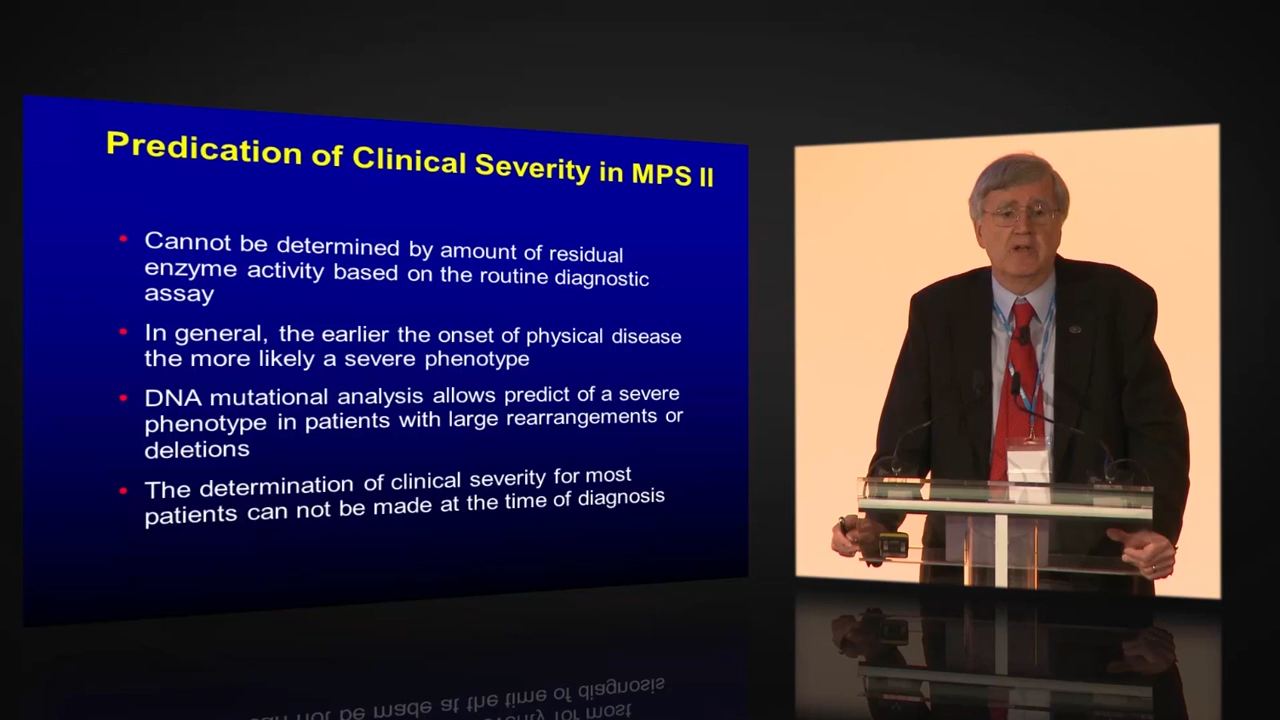 Predication of Clinical Severity in MPS II
• Cannot be determined by amount of residual
enzyme activity based on the routine diagnostic
assay
• In general, the earlier the onset of physical disease
the more likely a severe phenotype
• DNA mutational analysis allows predict of a severe
phenotype in patients with large rearrangements or
deletions
• The determination of clinical severity for most
patients can not be made at the time of diagnosis